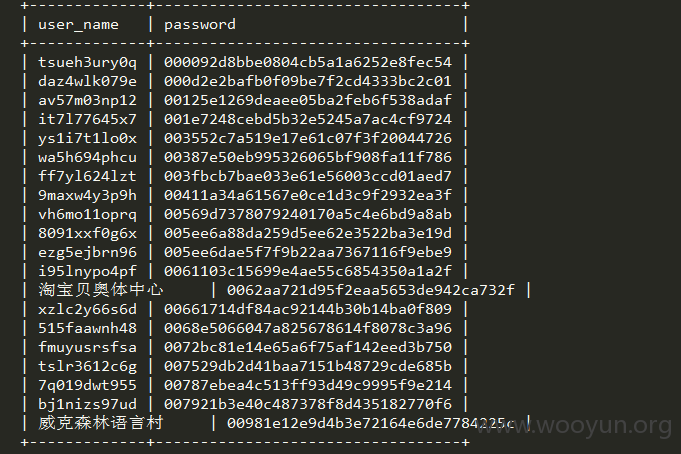 +-------------+----------------------------------+
| user_name | password |
+-------------+----------------------------------+
| tsueh3ury0q | 000092d8bbe0804cb5a1a6252e8fec54 |
| daz4wlk079e | 000d2e2bafb0f09be7f2cd4333bc2c01 |
| av57m03np12 | 00125e1269deaee05ba2feb6f538adaf |
| it7l77645x7 | 001e7248cebd5b32e5245a7ac4cf9724 |
| ys1i7t1lo0x | 003552c7a519e17e61c07f3f20044726 |
| wa5h694phcu | 00387e50eb995326065bf908fa11f786 |
| ff7yl624lzt | 003fbcb7bae033e61e56003ccd01aed7 |
| 9maxw4y3p9h | 00411a34a61567e0ce1d3c9f2932ea3f |
| vh6mo11oprq | 00569d7378079240170a5c4e6bd9a8ab |
| 8091xxf0g6x | 005ee6a88da259d5ee62e3522ba3e19d |
| ezg5ejbrn96 | 005ee6dae5f7f9b22aa7367116f9ebe9 |
| i95lnypo4pf | 0061103c15699e4ae55c6854350a1a2f |
| 淘宝贝奥体中心 | 0062aa721d95f2eaa5653de942ca732f |
| xzlc2y66s6d | 00661714df84ac92144b30b14ba0f809 |
| 515faawnh48 | 0068e5066047a825678614f8078c3a96 |
| fmuyusrsfsa | 0072bc81e14e65a6f75af142eed3b750 |
| tslr3612c6g | 007529db2d41baa7151b48729cde685b |
| 7q019dwt955 | 00787ebea4c513ff93d49c9995f9e214 |
| bj1nizs97ud | 007921b3e40c487378f8d435182770f6 |
| 威克森林语言村 | 00981e12e9d4b3e72164e6de7784225c |
+-------------+----------------------------------+
www.wooyun.org